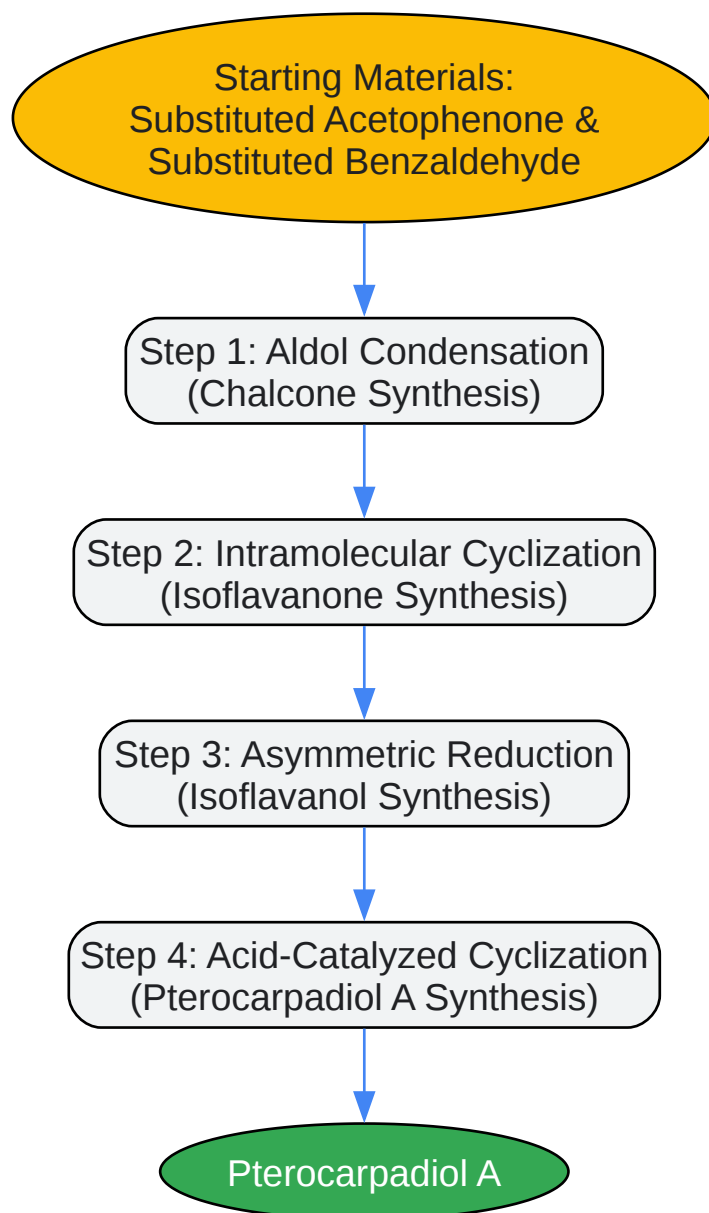 Starting Materials:
Substituted Acetophenone &
Substituted Benzaldehyde
Step 1: Aldol Condensation
(Chalcone Synthesis)
Step 2: Intramolecular Cyclization
(Isoflavanone Synthesis)
Step 3: Asymmetric Reduction
(Isoflavanol Synthesis)
Step 4: Acid-Catalyzed Cyclization
(Pterocarpadiol A Synthesis)
Pterocarpadiol A